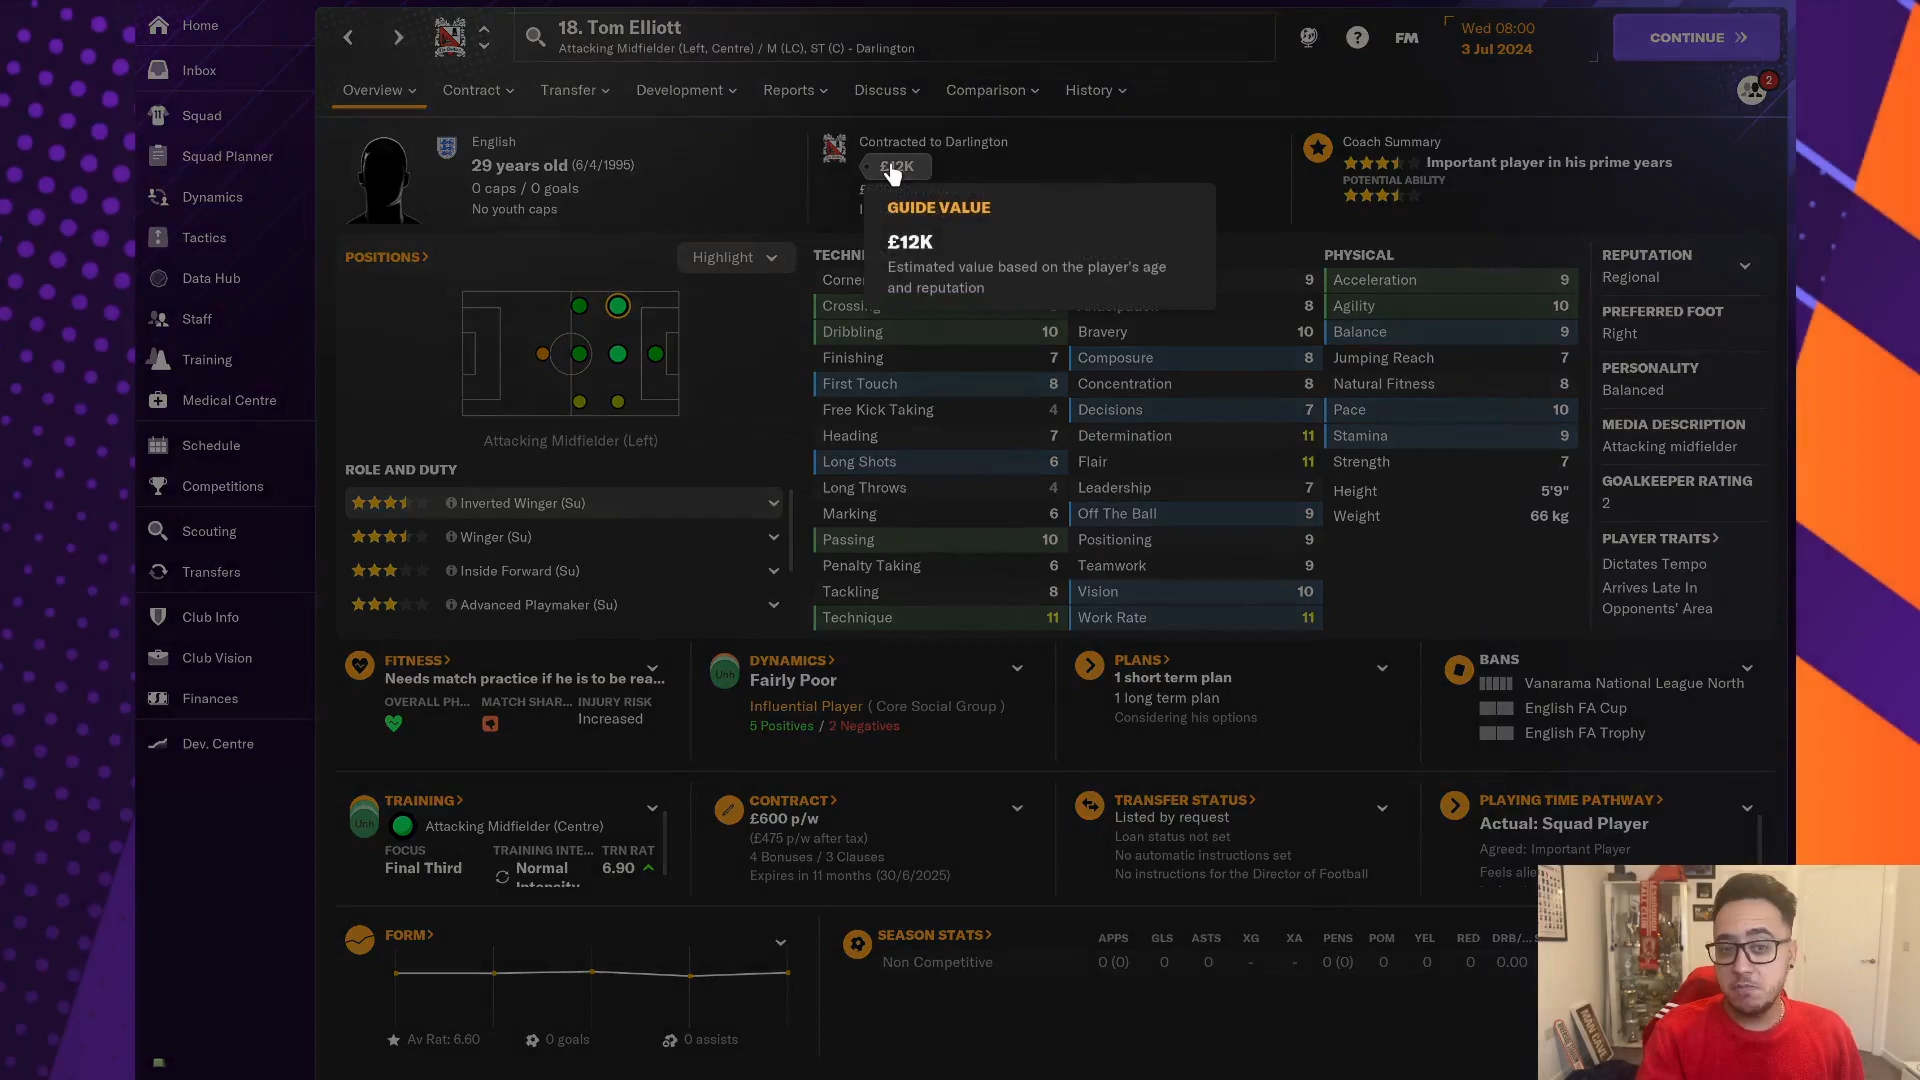 Home
Inbox
Squad
Squad Planner
Dynamics
Tactics
Data Hub
Staff
Training
Medical Centre
Schedule
Competitions
Scouting
Transfers
Club Info
Club Vision
Finances
Dev. Centre
18. Tom Elliott
Attacking Midfielder (Left, Centre) / M (LC), ST (C) - Darlington
?
FM
Wed 08:00
3 Jul 2024
CONTINUE
Overview
Contract
Transfer
Development
Reports
Discuss
Comparison
History
2
English
29 years old (6/4/1995)
0 caps / 0 goals
No youth caps
Contracted to Darlington
£12K
GUIDE VALUE
£12K
Estimated value based on the player's age
and reputation
Coach Summary
Important player in his prime years
POTENTIAL ABILITY
POSITIONS
Highlight
Attacking Midfielder (Left)
ROLE AND DUTY
Inverted Winger (Su)
Winger (Su)
Inside Forward (Su)
Advanced Playmaker (Su)
Dribbling 10
Finishing 7
First Touch 8
Free Kick Taking 4
Heading 7
Long Shots 6
Long Throws 4
Marking 6
Passing 10
Penalty Taking 6
Tackling 8
Technique 11
9
8
Bravery 10
Composure 8
Concentration 8
Decisions 7
Determination 11
Flair 11
Leadership 7
Off The Ball 9
Positioning 9
Teamwork 9
Vision 10
Work Rate 11
PHYSICAL
Acceleration 9
Agility 10
Balance 9
Jumping Reach 7
Natural Fitness 8
Pace 10
Stamina 9
Strength 7
Height 5'9"
Weight 66 kg
REPUTATION
Regional
PREFERRED FOOT
Right
PERSONALITY
Balanced
MEDIA DESCRIPTION
Attacking midfielder
GOALKEEPER RATING
2
PLAYER TRAITS
Dictates Tempo
Arrives Late In
Opponents' Area
FITNESS
Needs match practice if he is to be rea...
OVERALL PH... MATCH SHAR... INJURY RISK
Increased
DYNAMICS
Unh
Fairly Poor
Influential Player ( Core Social Group )
5 Positives / 2 Negatives
PLANS
1 short term plan
1 long term plan
Considering his options
BANS
Vanarama National League North
English FA Cup
English FA Trophy
TRAINING
Unh
Attacking Midfielder (Centre)
FOCUS TRAINING INTE... TRN RAT
Final Third Normal 6.90
Intensity
CONTRACT
£600 p/w
(£475 p/w after tax)
4 Bonuses / 3 Clauses
Expires in 11 months (30/6/2025)
TRANSFER STATUS
Listed by request
Loan status not set
No automatic instructions set
No instructions for the Director of Football
PLAYING TIME PATHWAY
Actual: Squad Player
Agreed: Important Player
Feels
FORM
Av Rat: 6.60
0 goals
0 assists
SEASON STATS
APPS GLS ASTS XG XA PENS POM YEL RED DRB/...
Non Competitive 0 (0) 0 0 - - 0 (0) 0 0 0 0.00
MAN CAVE